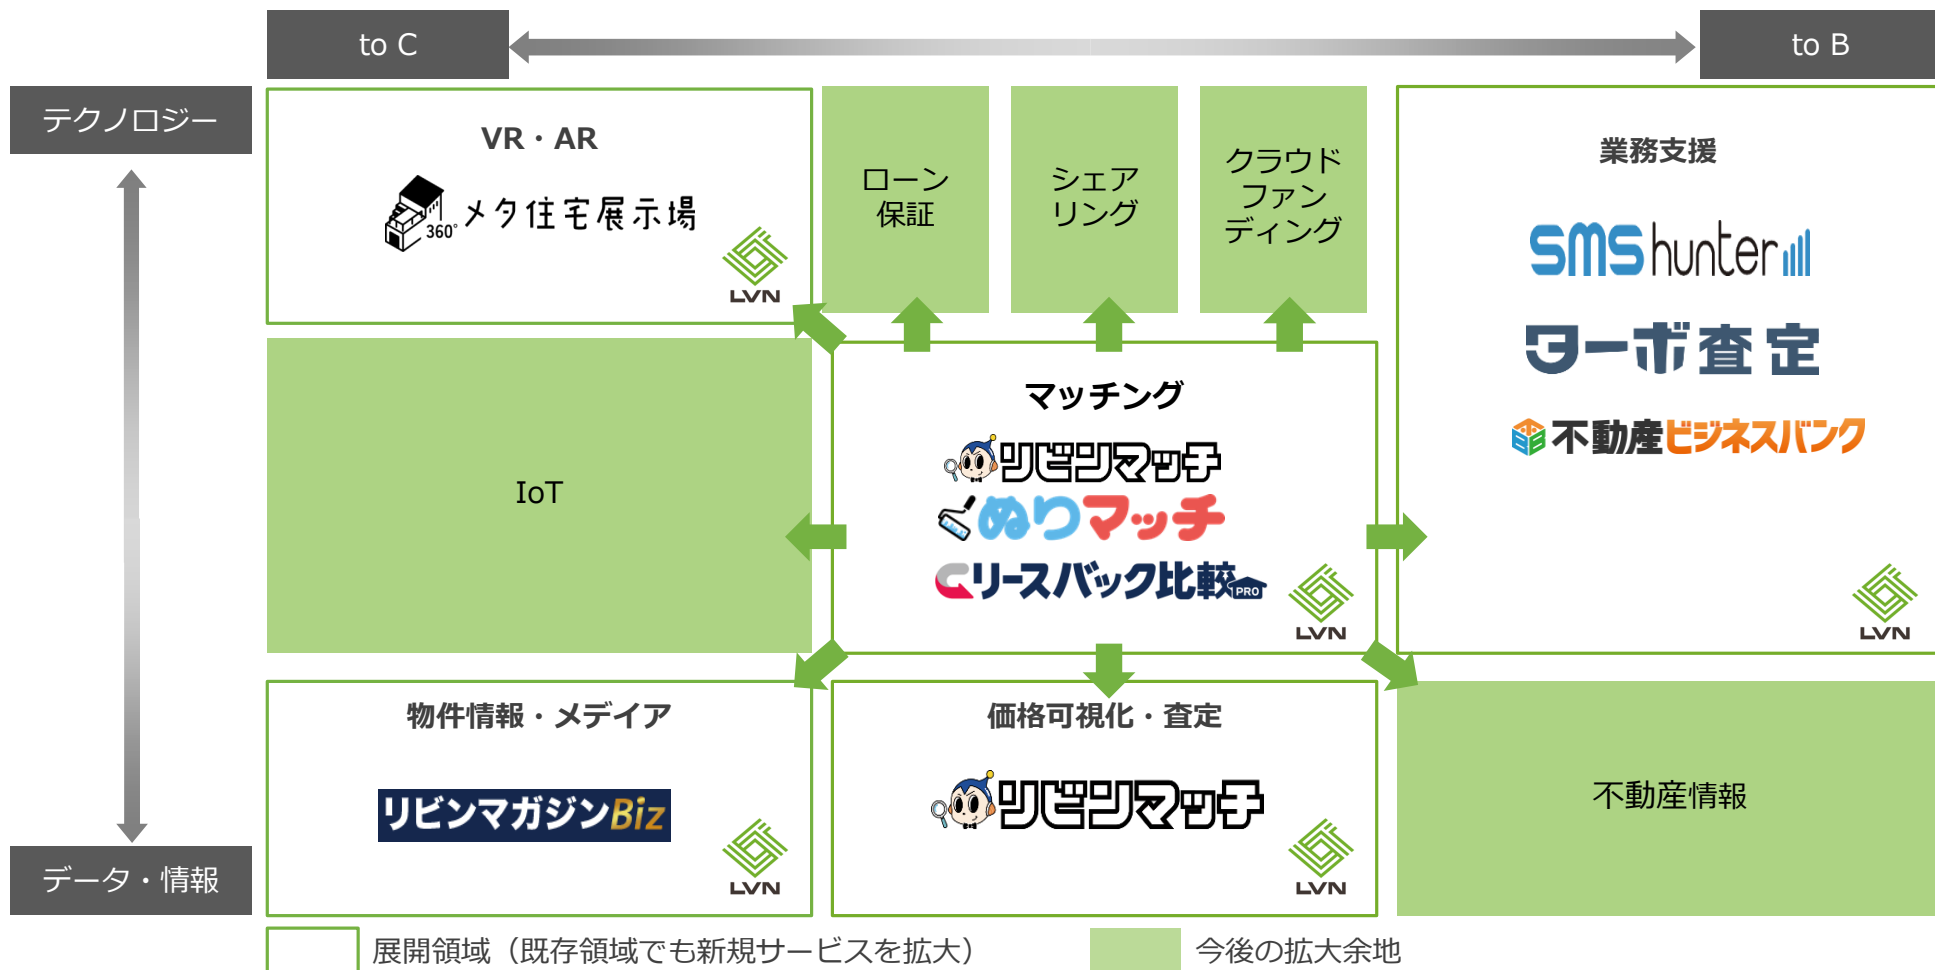 to C
to B
テクノロジー
データ・情報
VR・AR
360°
メタ住宅展示場
LVN
ローン
保証
シェア
リング
クラウド
ファン
ディング
業務支援
SMS hunter
ターボ査定
不動産ビジネスバンク
LVN
IoT
マッチング
リビンマッチ
ぬりマッチ
リースバック比較PRO
LVN
物件情報・メデイア
リビンマガジンBiz
LVN
価格可視化・査定
リビンマッチ
LVN
不動産情報
展開領域（既存領域でも新規サービスを拡大）
今後の拡大余地